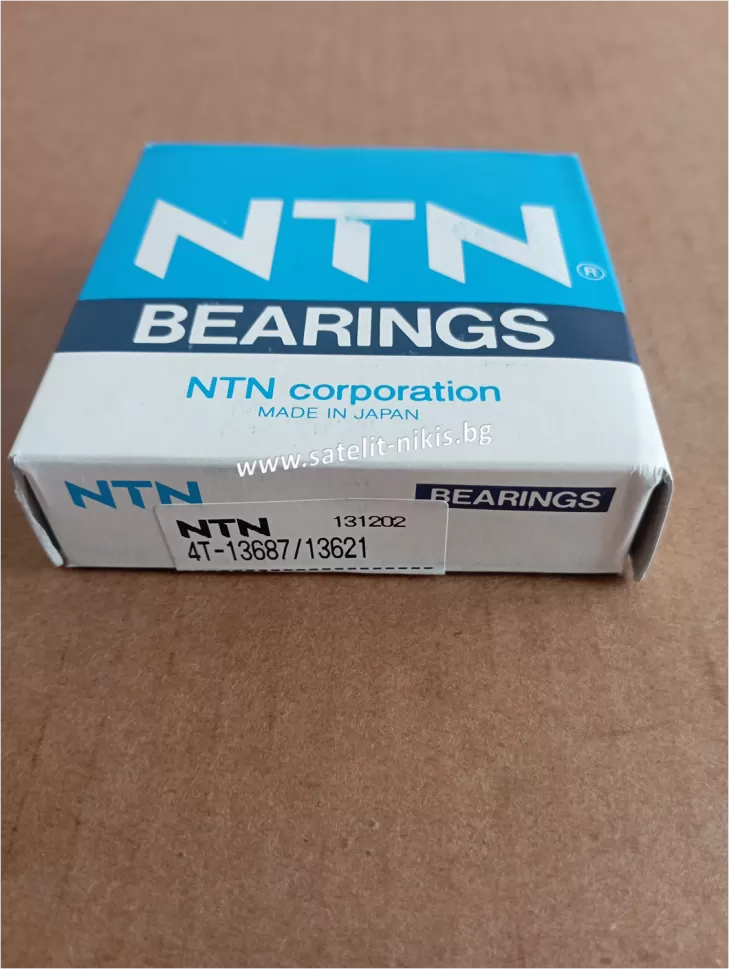 NTN®
BEARINGS
NTN corporation
MADE IN JAPAN
www.satelit-nikis.bg
NTN BEARINGS
NTN 131202
4T-13687/13621